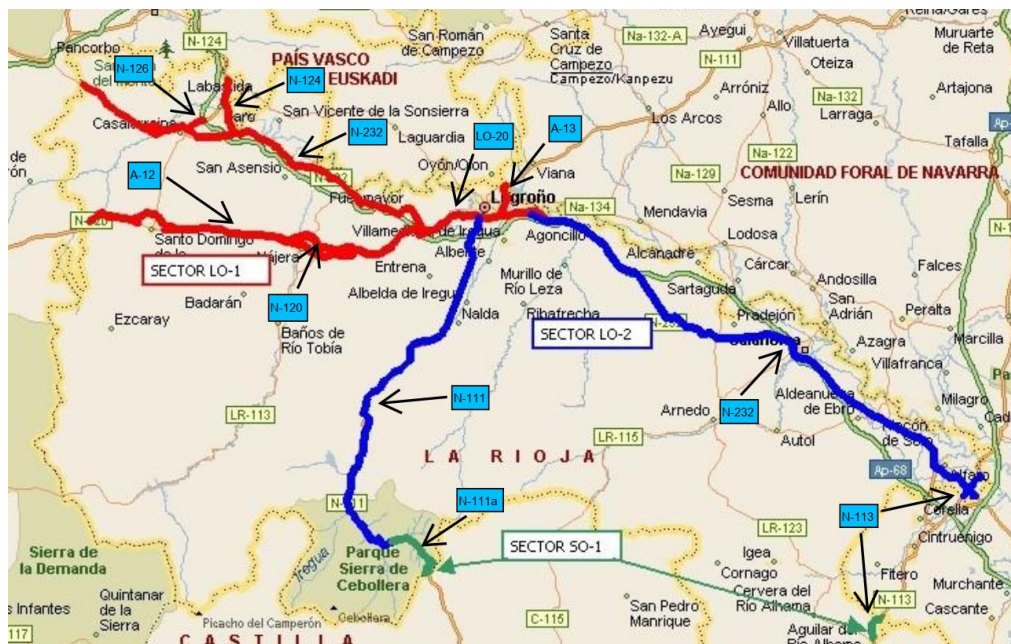 Reina/Gares
Pancorbo
N-124
San Román
de Campezo
Santa
Cruz de
Campezo
Campezo/Kanpezu
Na-132-A
Ayegui
Villatuerta
Oteiza
N-111
Muruarte
de Reta
PAÍS VASCO
EUSKADI
N-126
N-124
Labastida
San Vicente de la Sonsierra
N-232
Laguardia
LO-20
A-13
Oyón/Oion
Viana
Los Arcos
Arróniz
Allo
Na-132
Larraga
Artajona
Tafalla
Na-122
COMUNIDAD FORAL DE NAVARRA
San Asensio
A-12
Logroño
Na-134
Na-129
Mendavia
Sesma
Lerín
Santo Domingo
SECTOR LO-1
Entrena
Agoncillo
Alcanadre
Lodosa
Cárcar
Andosilla
Falces
N-120
Badarán
Ezcaray
Baños de
Río Tobía
Albelda de Iregua
Murillo de
Río Leza
Nalda
Ribafrecha
Sartaguda
San
Adrián
Peralta
Marcilla
SECTOR LO-2
Pradejón
Azagra
Villafranca
N-111
LR-113
Arnedo
N-232
Aldeanueva
de Ebro
Milagro
Autol
LR-115
LA RIOJA
Ap-68
Alfaro
N-111a
N-113
Corella
Cintruénigo
SECTOR SO-1
LR-123
Sierra de
la Demanda
Iregua
Parque
Sierra de
Cebollera
Igea
Cornago
Cervera del
Río Alhama
Fitero
Murchante
Cascante
N-113
Quintanar
de la
Sierra
Cebollera
Picacho del Camperón
C-115
San Pedro
Manrique
Aguilar del
Río Alhama
CASTILLA